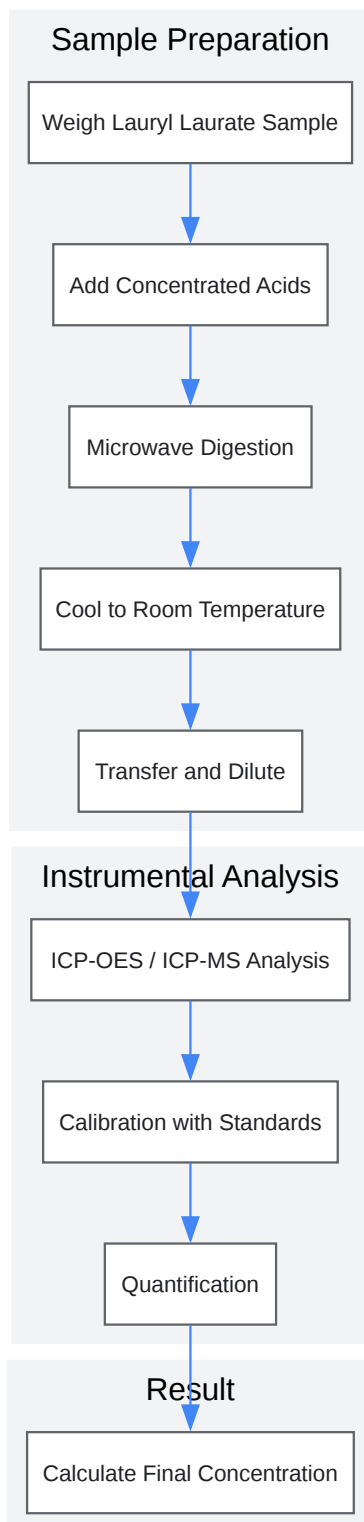 Sample Preparation
Weigh Lauryl Laurate Sample
Add Concentrated Acids
Microwave Digestion
Cool to Room Temperature
Transfer and Dilute
Instrumental Analysis
ICP-OES / ICP-MS Analysis
Calibration with Standards
Quantification
Result
Calculate Final Concentration